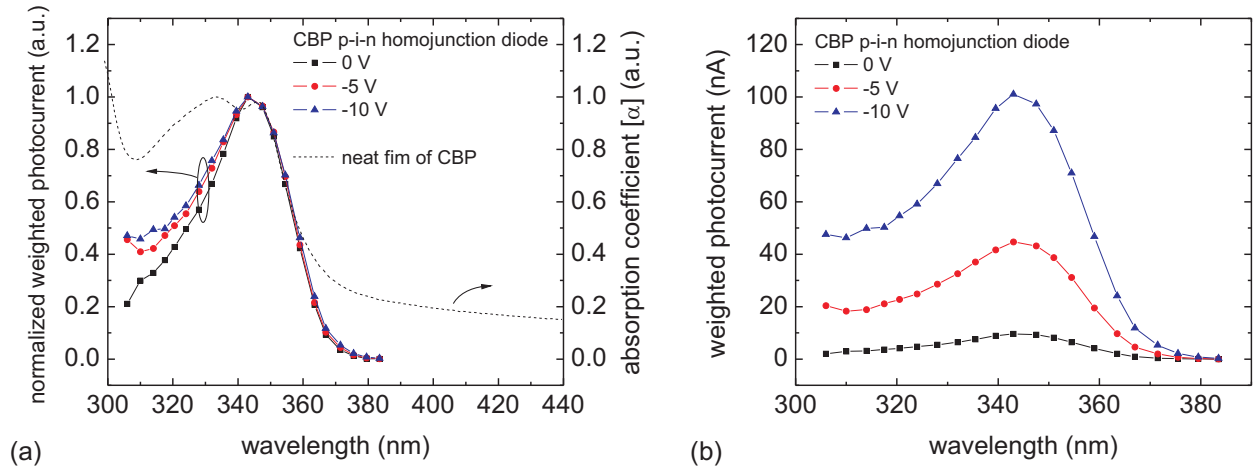 normalized weighted photocurrent (a.u.)
1.2
1.0
0.8
0.6
0.4
0.2
0.0
CBP p-i-n homojunction diode
0 V
-5 V
-10 V
neat fim of CBP
1.2
1.0
0.8
0.6
0.4
0.2
0.0
absorption coefficient [α] (a.u.)
300 320 340 360 380 400 420 440
wavelength (nm)
(a)
weighted photocurrent (nA)
120
100
80
60
40
20
0
CBP p-i-n homojunction diode
0 V
-5 V
-10 V
300 320 340 360 380
wavelength (nm)
(b)